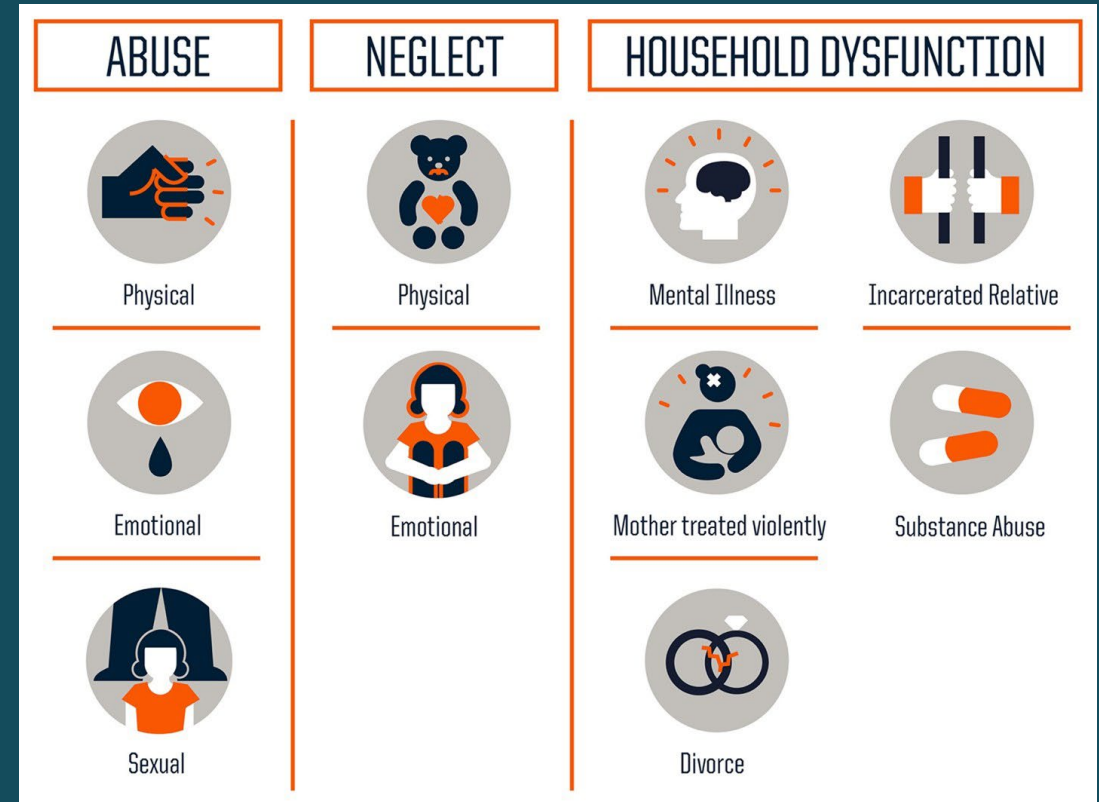 ABUSE
Physical
Emotional
Sexual
NEGLECT
Physical
Emotional
HOUSEHOLD DYSFUNCTION
Mental Illness
Incarcerated Relative
Mother treated violently
Substance Abuse
Divorce